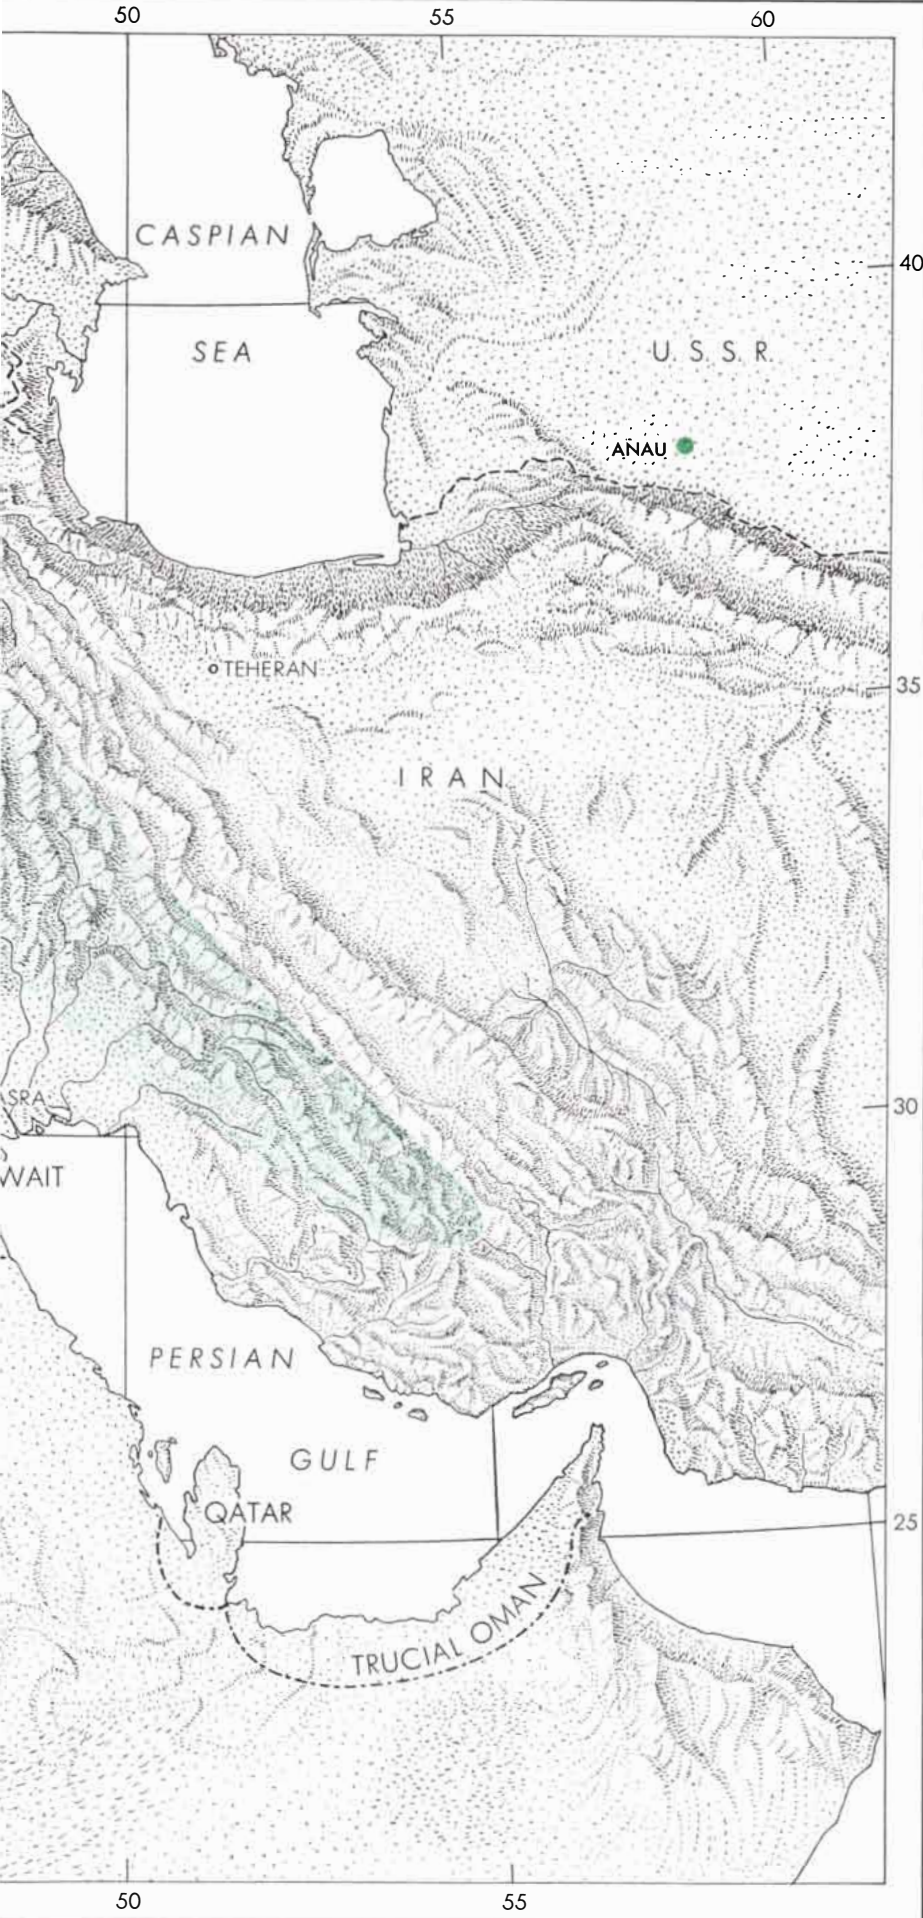 50 55 60
CASPIAN
40
SEA
U.S.S.R.
ANAU
TEHERAN
35
IRAN
ASRA
30
WAIT
PERSIAN
GULF
QATAR
25
TRUCIAL OMAN
50 55